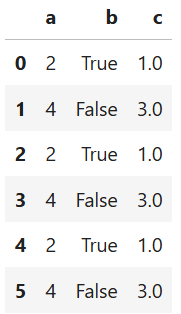 a b c
0 2 True 1.0
1 4 False 3.0
2 2 True 1.0
3 4 False 3.0
4 2 True 1.0
5 4 False 3.0